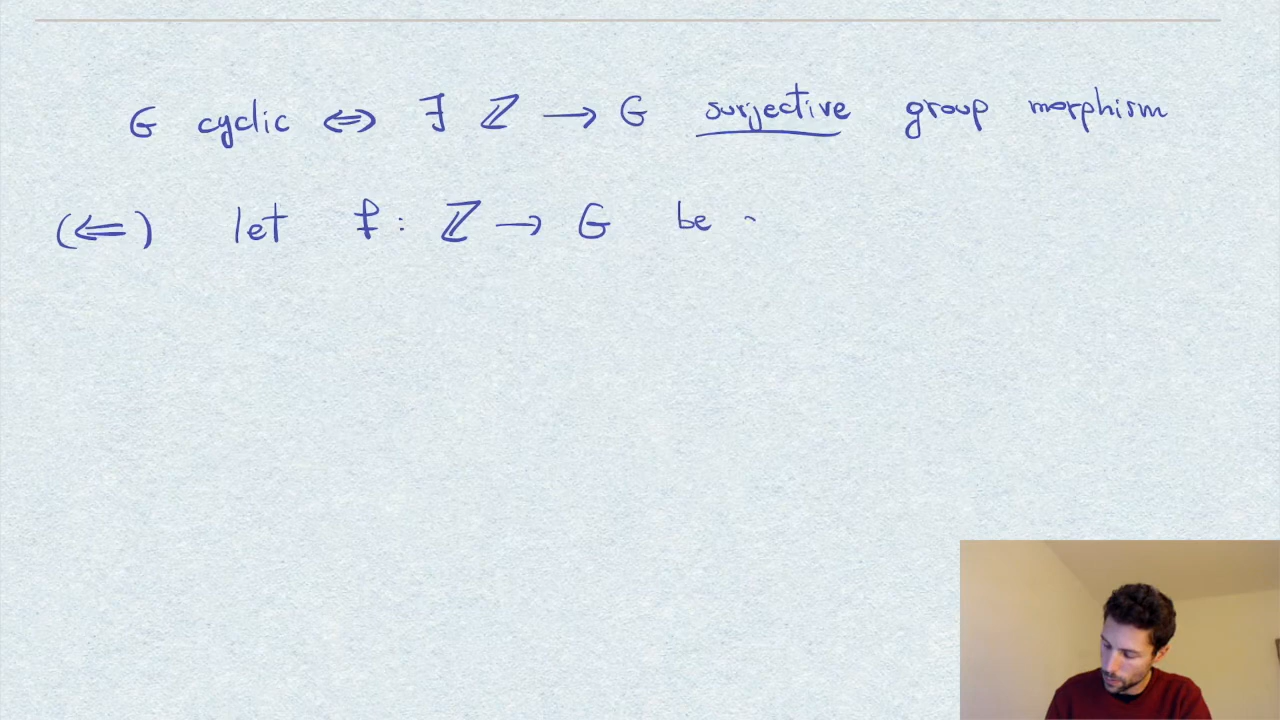 G cyclic ⇔ ∃ ℤ → G surjective group morphism
(⇐) let f : ℤ → G be